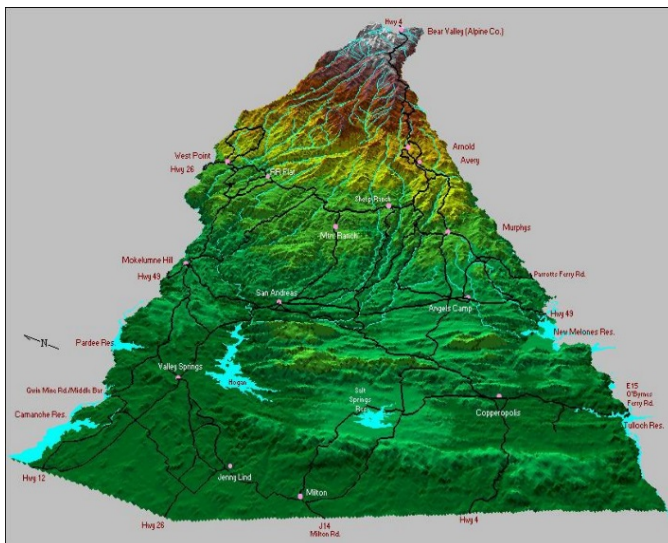 Hwy 4
Bear Valley (Alpine Co.)
Arnold
West Point
Avery
Hwy 26
RR Flat
Sheep Ranch
Mtn Ranch
Murphys
Mokelumne Hill
Parrotts Ferry Rd.
Hwy 49
San Andreas
Angels Camp
Hwy 49
New Melones Res.
N
Pardee Res.
Valley Springs
Hogan
Gwin Mine Rd./Middle Bar
Salt
Springs
Res
E15
O'Byrnes
Ferry Rd.
Camanche Res.
Copperopolis
Tulloch Res.
Hwy 12
Jenny Lind
Milton
Hwy 26
J14
Milton Rd.
Hwy 4